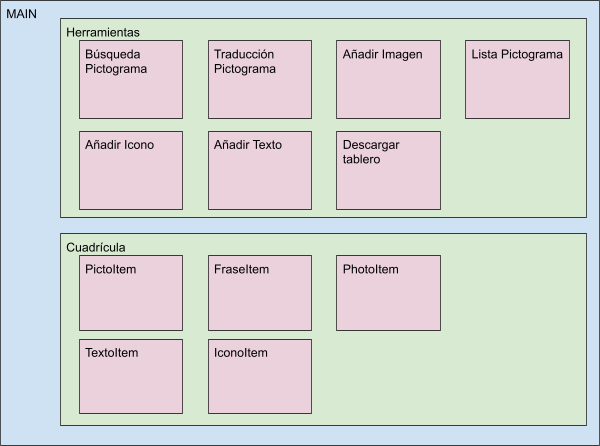 MAIN
Herramientas
Búsqueda
Pictograma
Traducción
Pictograma
Añadir Imagen
Lista Pictograma
Añadir Icono
Añadir Texto
Descargar
tablero
Cuadrícula
PictoItem
FraseItem
PhotoItem
TextoItem
IconoItem